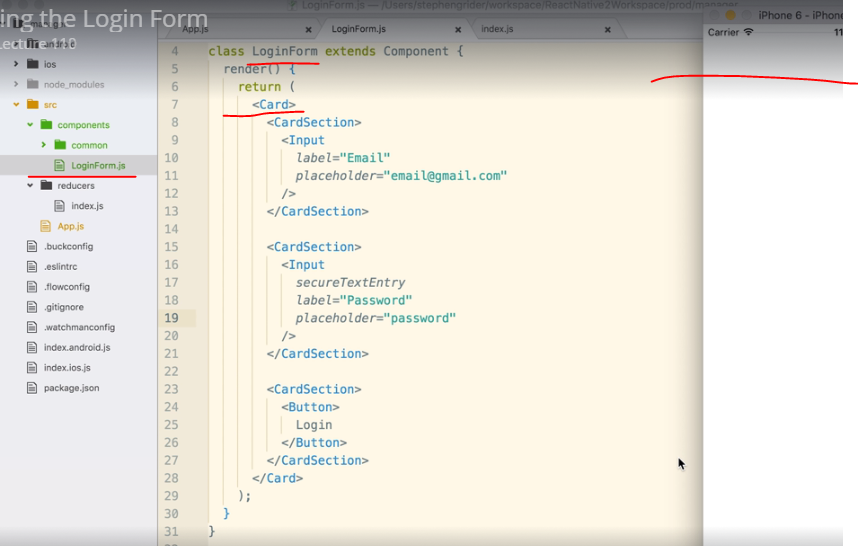 LoginForm.js — /Users/stephengrider/workspace/ReactNative2Workspace/prod/manager
ing the Login Form
Lecture 110
iPhone 6 - iPhone
App.js
LoginForm.js
index.js
Carrier
11
android
ios
node_modules
src
components
common
LoginForm.js
reducers
index.js
App.js
.buckconfig
.eslintrc
.flowconfig
.gitignore
.watchmanconfig
index.android.js
index.ios.js
package.json
4 class LoginForm extends Component {
5 render() {
6 return (
7 <Card>
8 <CardSection>
9 <Input
10 label="Email"
11 placeholder="email@gmail.com"
12 />
13 </CardSection>
14
15 <CardSection>
16 <Input
17 secureTextEntry
18 label="Password"
19 placeholder="password"
20 />
21 </CardSection>
22
23 <CardSection>
24 <Button>
25 Login
26 </Button>
27 </CardSection>
28 </Card>
29 );
30 }
31 }